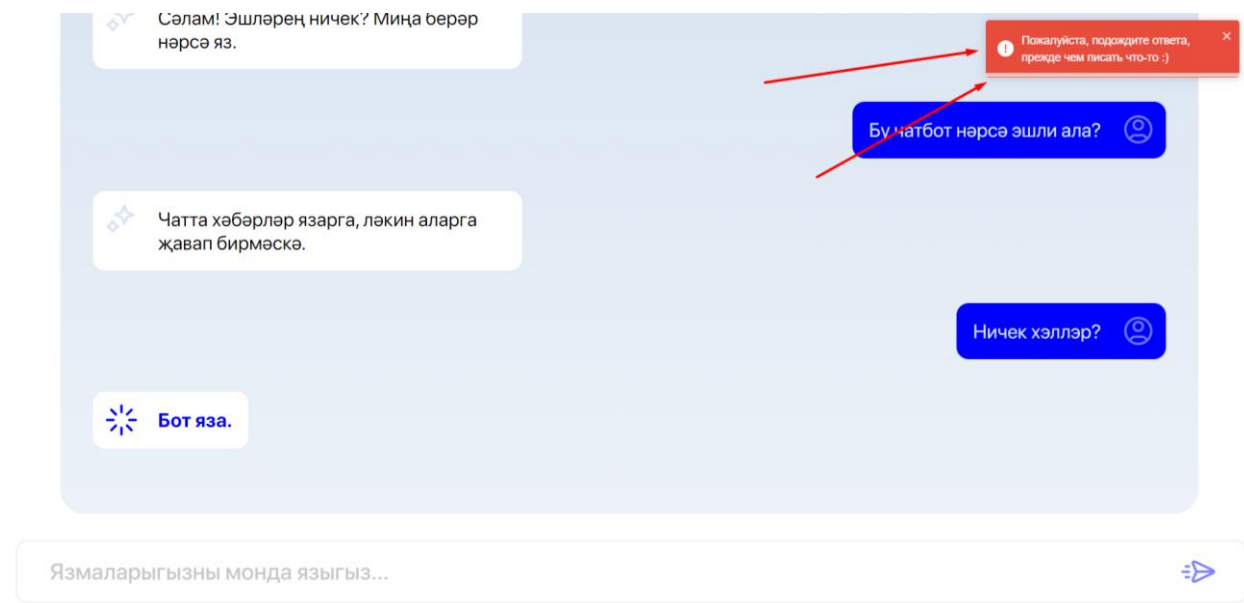 Сәлам! Эшләрең ничек? Миңа берәр
нәрсә яз.
Пожалуйста, подождите ответа,
прежде чем писать что-то :)
Бу чатбот нәрсә эшли ала?
Чатта хәбәрләр язарга, ләкин аларга
җавап бирмәскә.
Ничек хэллэр?
Бот яза.
Язмаларыгызны монда языгыз...